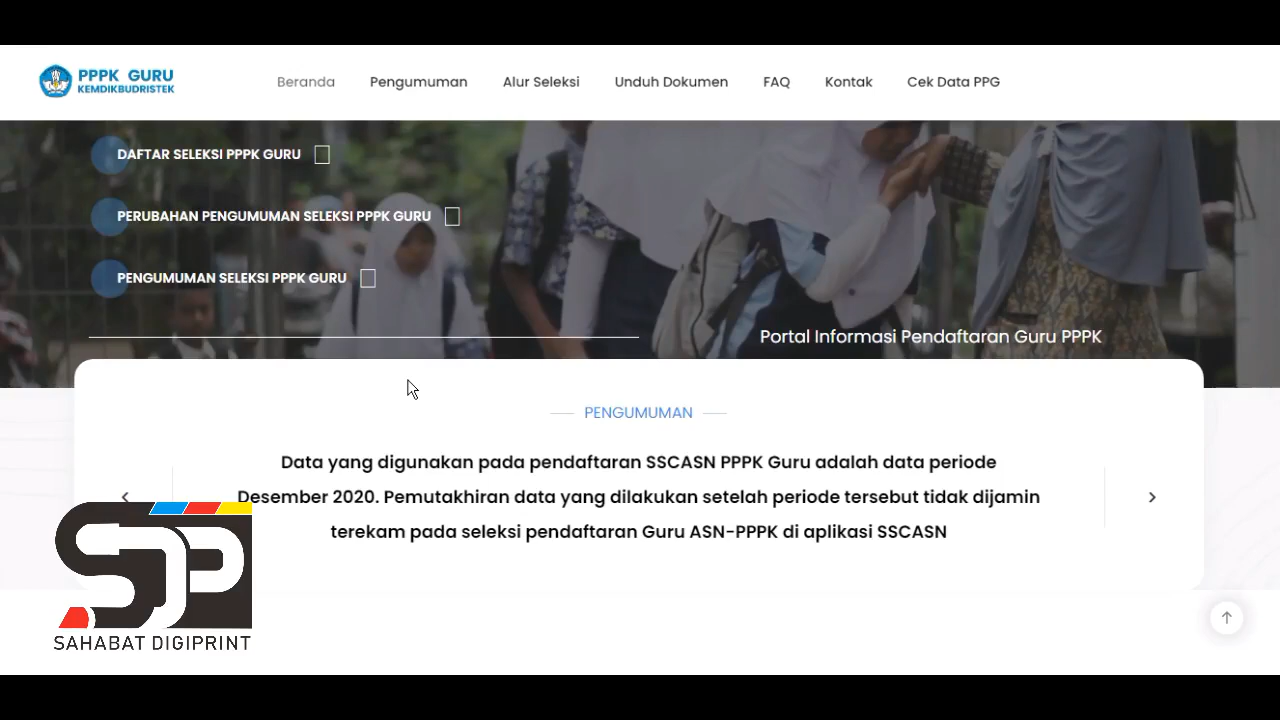 PPPK GURU
KEMDIKBUDRISTEK
Beranda
Pengumuman
Alur Seleksi
Unduh Dokumen
FAQ
Kontak
Cek Data PPG
DAFTAR SELEKSI PPPK GURU
PERUBAHAN PENGUMUMAN SELEKSI PPPK GURU
PENGUMUMAN SELEKSI PPPK GURU
Portal Informasi Pendaftaran Guru PPPK
PENGUMUMAN
Data yang digunakan pada pendaftaran SSCASN PPPK Guru adalah data periode
Desember 2020. Pemutakhiran data yang dilakukan setelah periode tersebut tidak dijamin
terekam pada seleksi pendaftaran Guru ASN-PPPK di aplikasi SSCASN
SDP
SAHABAT DIGIPRINT